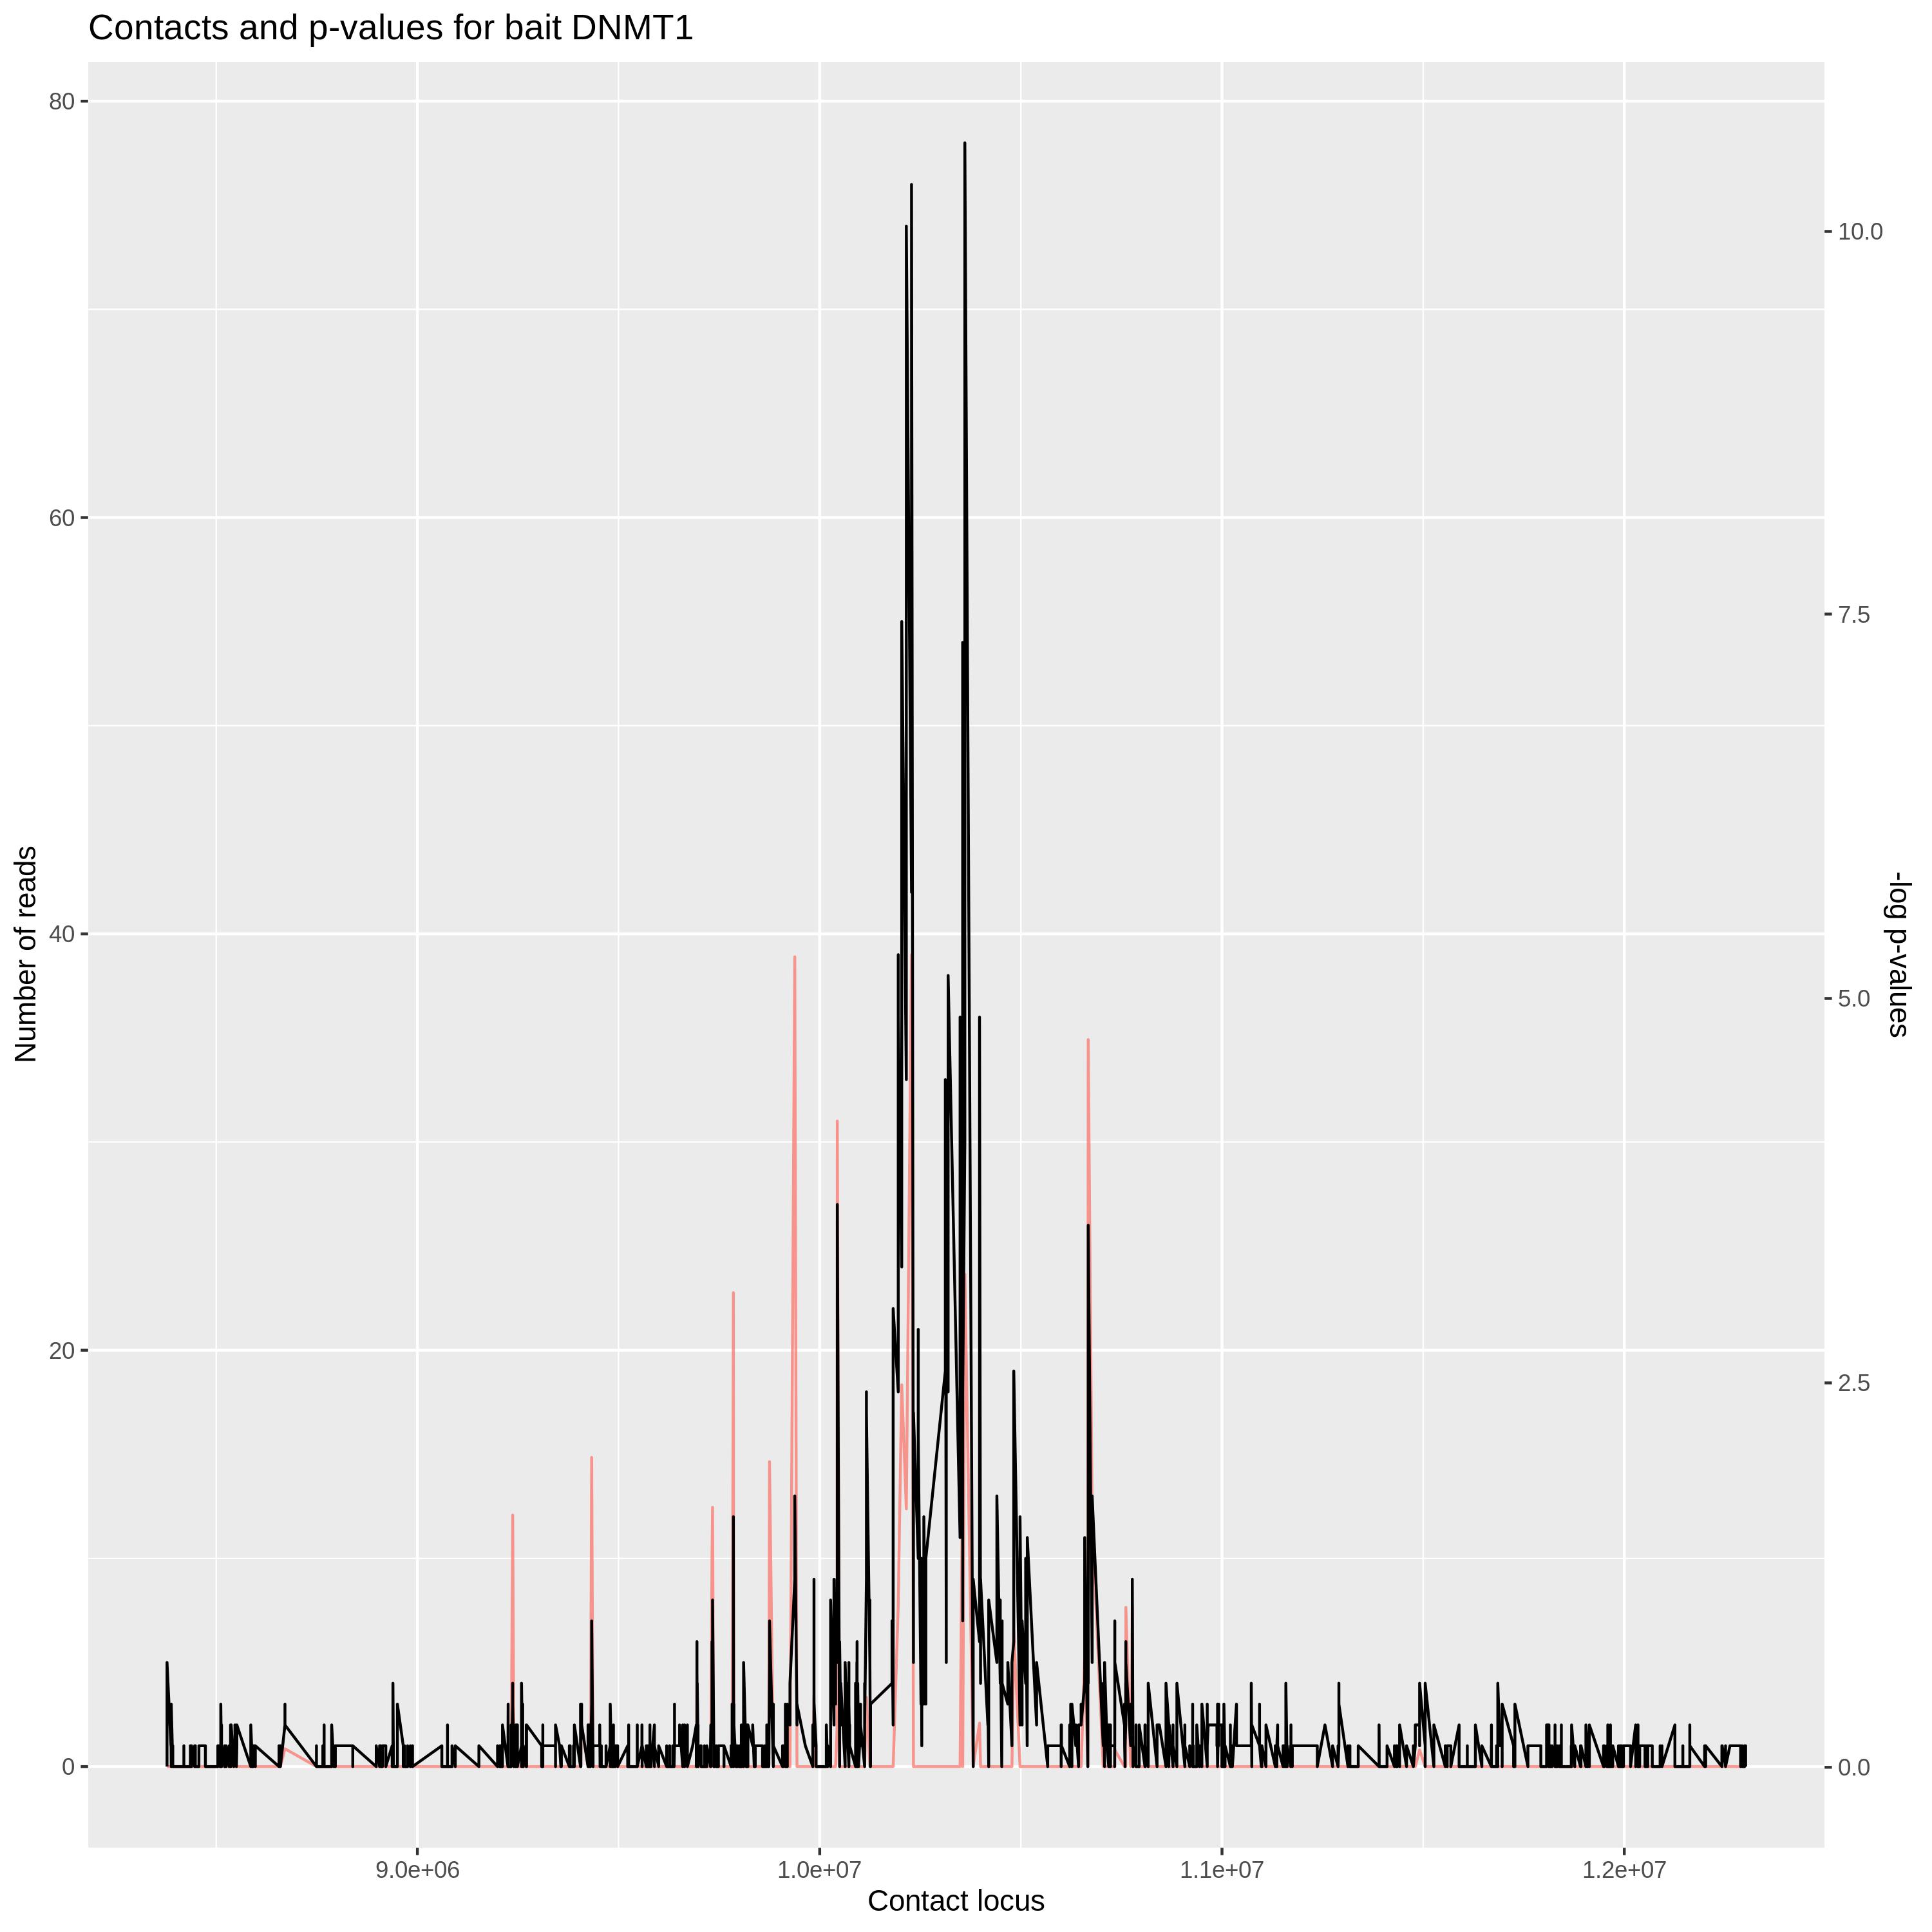 Contacts and p-values for bait DNMT1
80
60
40
20
0
Number of reads
10.0
7.5
5.0
2.5
0.0
-log p-values
9.0e+06
1.0e+07
1.1e+07
1.2e+07
Contact locus